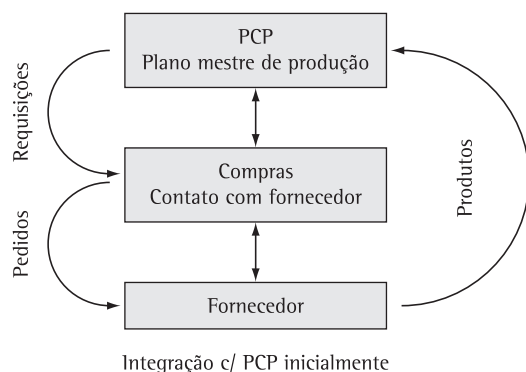 PCP
Plano mestre de produção
Requisições
Compras
Contato com fornecedor
Produtos
Pedidos
Fornecedor
Integração c/ PCP inicialmente